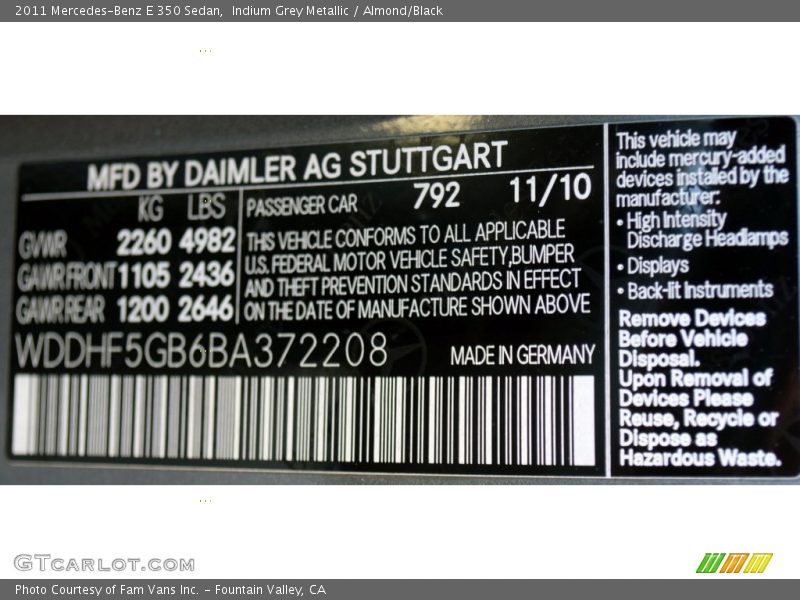 2011 Mercedes-Benz E 350 Sedan,  Indium Grey Metallic / Almond/Black
MFD BY DAIMLER AG STUTTGART
KG LBS
GVWR 2260 4982
GAWR FRONT 1105 2436
GAWR REAR 1200 2646
PASSENGER CAR 792 11/10
THIS VEHICLE CONFORMS TO ALL APPLICABLE
U.S. FEDERAL MOTOR VEHICLE SAFETY,BUMPER
AND THEFT PREVENTION STANDARDS IN EFFECT
ON THE DATE OF MANUFACTURE SHOWN ABOVE
WDDHF5GB6BA372208
MADE IN GERMANY
This vehicle may
include mercury-added
devices installed by the
manufacturer:
• High Intensity
Discharge Headlamps
• Displays
• Back-lit Instruments
Remove Devices
Before Vehicle
Disposal.
Upon Removal of
Devices Please
Reuse, Recycle or
Dispose as
Hazardous Waste.
GTCARLOT.COM
Photo Courtesy of Fam Vans Inc. - Fountain Valley, CA